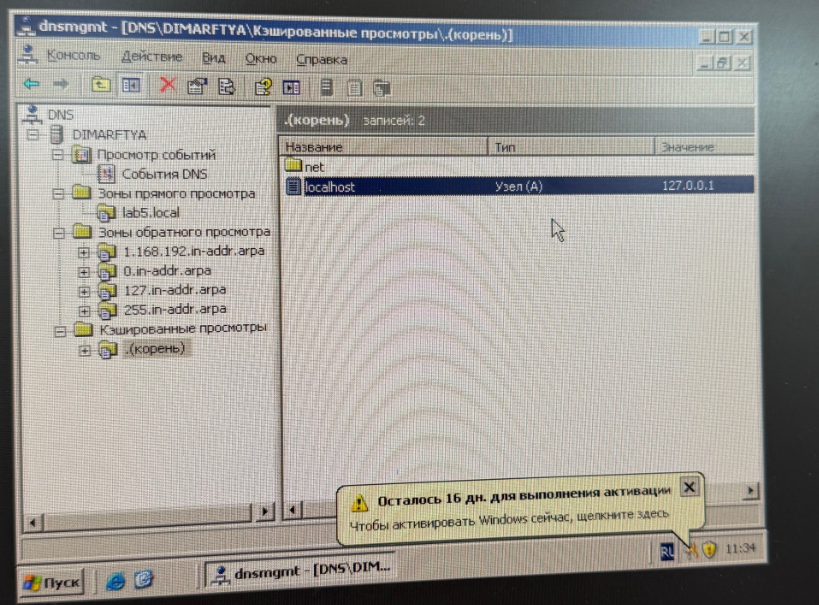 dnsmgmt - [DNS\DIMARFTYA\Кэшированные просмотры\.(корень)]
Консоль Действие Вид Окно Справка
DNS
DIMARFTYA
Просмотр событий
События DNS
Зоны прямого просмотра
lab5.local
Зоны обратного просмотра
1.168.192.in-addr.arpa
0.in-addr.arpa
127.in-addr.arpa
255.in-addr.arpa
Кэшированные просмотры
.(корень)
.(корень) записей: 2
Название Тип Значение
net
localhost Узел (A) 127.0.0.1
Осталось 16 дн. для выполнения активации
Чтобы активировать Windows сейчас, щелкните здесь
Пуск
dnsmgmt - [DNS\DIM...
RU
11:34